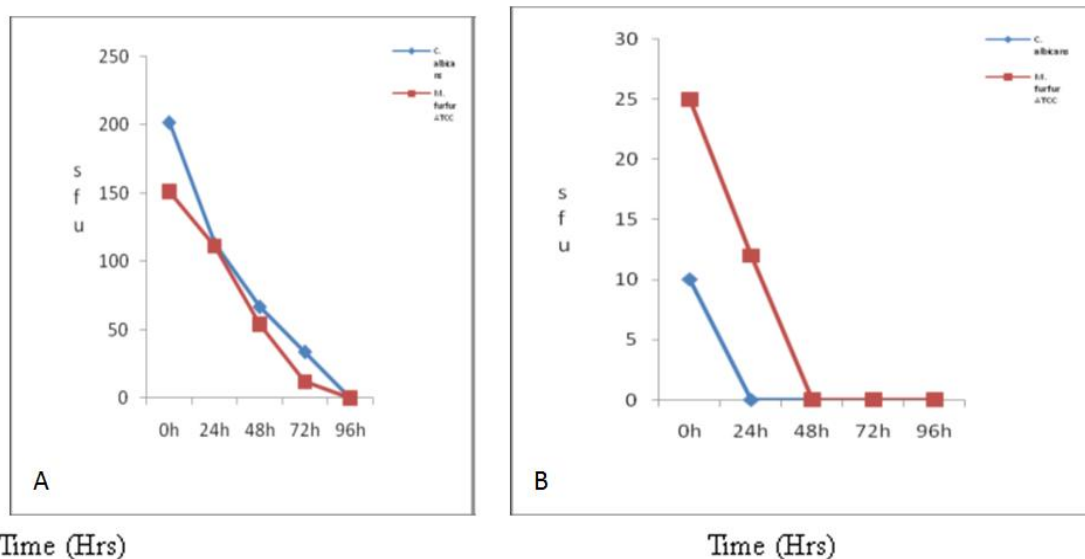 250
200
150
100
50
0
s
f
u
0h 24h 48h 72h 96h
C.
albica
ns
M.
furfur
ATCC
A
Time (Hrs)
30
25
20
15
10
5
0
s
f
u
0h 24h 48h 72h 96h
C.
albicans
M.
furfur
ATCC
B
Time (Hrs)